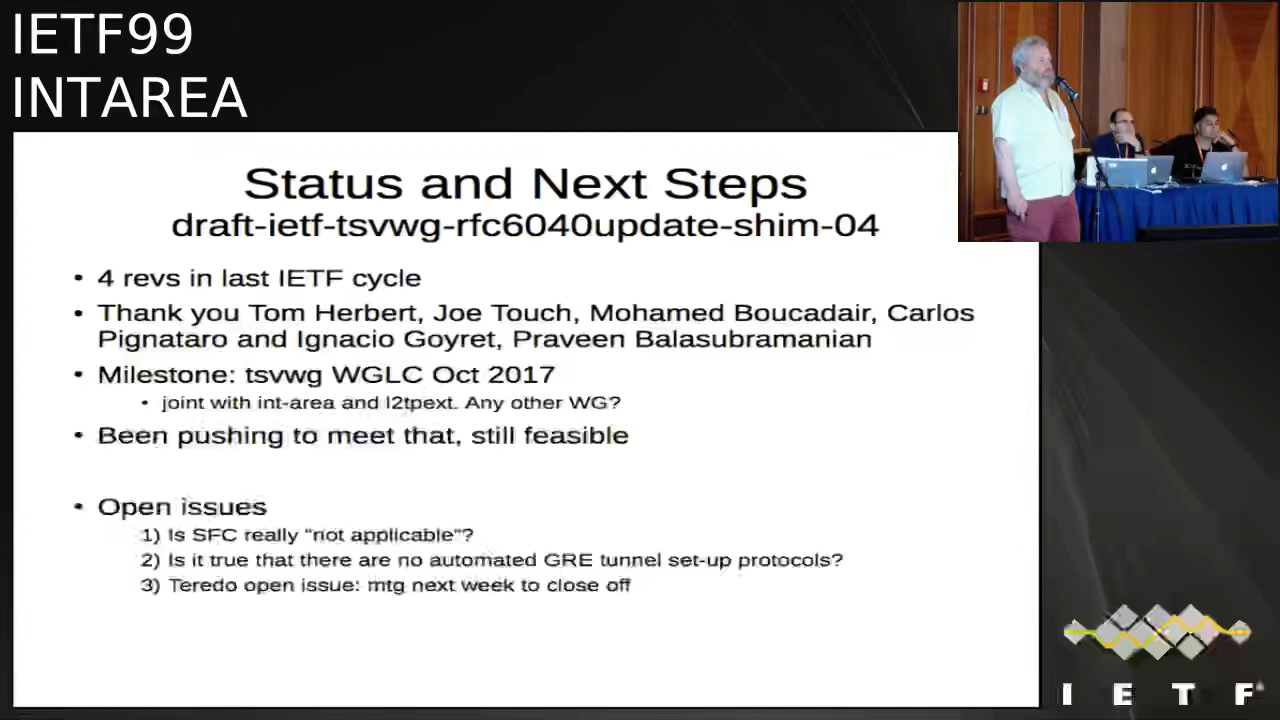 IETF99
INTAREA
Status and Next Steps
draft-ietf-tsvwg-rfc6040update-shim-04
• 4 revs in last IETF cycle
• Thank you Tom Herbert, Joe Touch, Mohamed Boucadair, Carlos
Pignataro and Ignacio Goyret, Praveen Balasubramanian
• Milestone: tsvwg WGLC Oct 2017
• joint with int-area and l2tpext. Any other WG?
• Been pushing to meet that, still feasible
• Open issues
1) Is SFC really "not applicable"?
2) Is it true that there are no automated GRE tunnel set-up protocols?
3) Teredo open issue: mtg next week to close off
I E T F